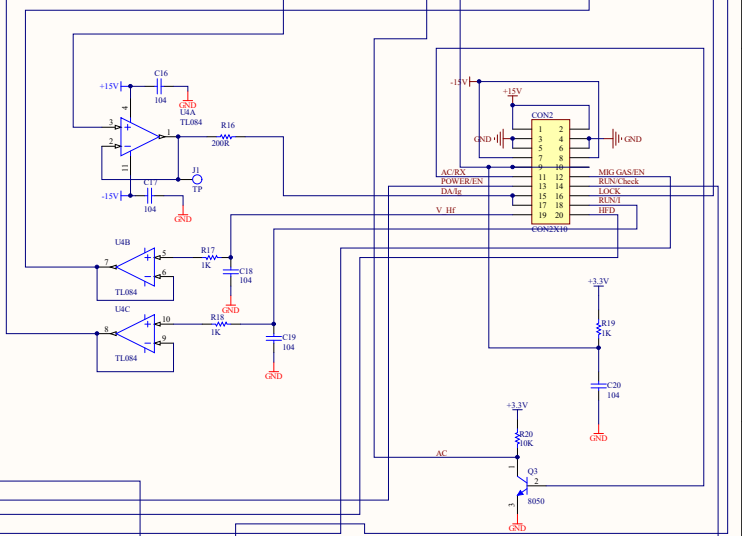 +15V
C16
104
GND
U4A
TL084
4
3
2
1
11
R16
200R
J1
TP
-15V
C17
104
GND
-15V
+15V
CON2
GND
GND
1 2
3 4
5 6
7 8
9 10
11 12
13 14
15 16
17 18
19 20
CON2X10
AC/RX
POWER/EN
DA/Ig
V_Hf
MIG GAS/EN
RUN/Check
LOCK
RUN/I
HFD
U4B
7
5
6
TL084
R17
1K
C18
104
GND
U4C
8
10
9
TL084
R18
1K
C19
104
GND
+3.3V
R19
1K
C20
104
GND
+3.3V
R20
10K
AC
1
Q3
2
3
8050
GND